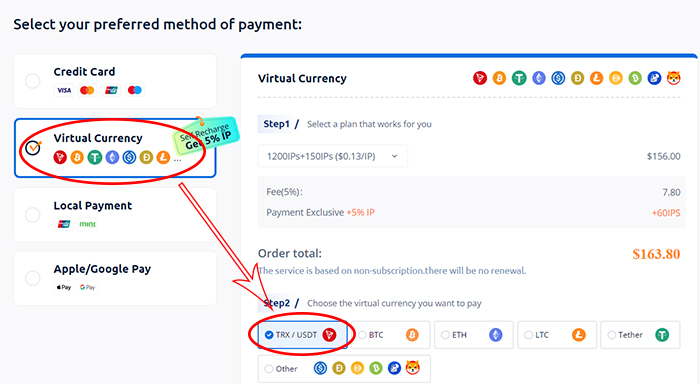 Select your preferred method of payment:
Credit Card
VISA
Virtual Currency
Self Recharge
Get 5% IP
...
Local Payment
mint
Apple/Google Pay
Pay G Pay
Virtual Currency
Step1 / Select a plan that works for you
1200IPs+150IPs ($0.13/IP) $156.00
Fee(5%): 7.80
Payment Exclusive +5% IP +60IPS
Order total: $163.80
The service is based on non-subscription.there will be no renewal.
Step2 / Choose the virtual currency you want to pay
TRX / USDT BTC ETH LTC Tether
Other